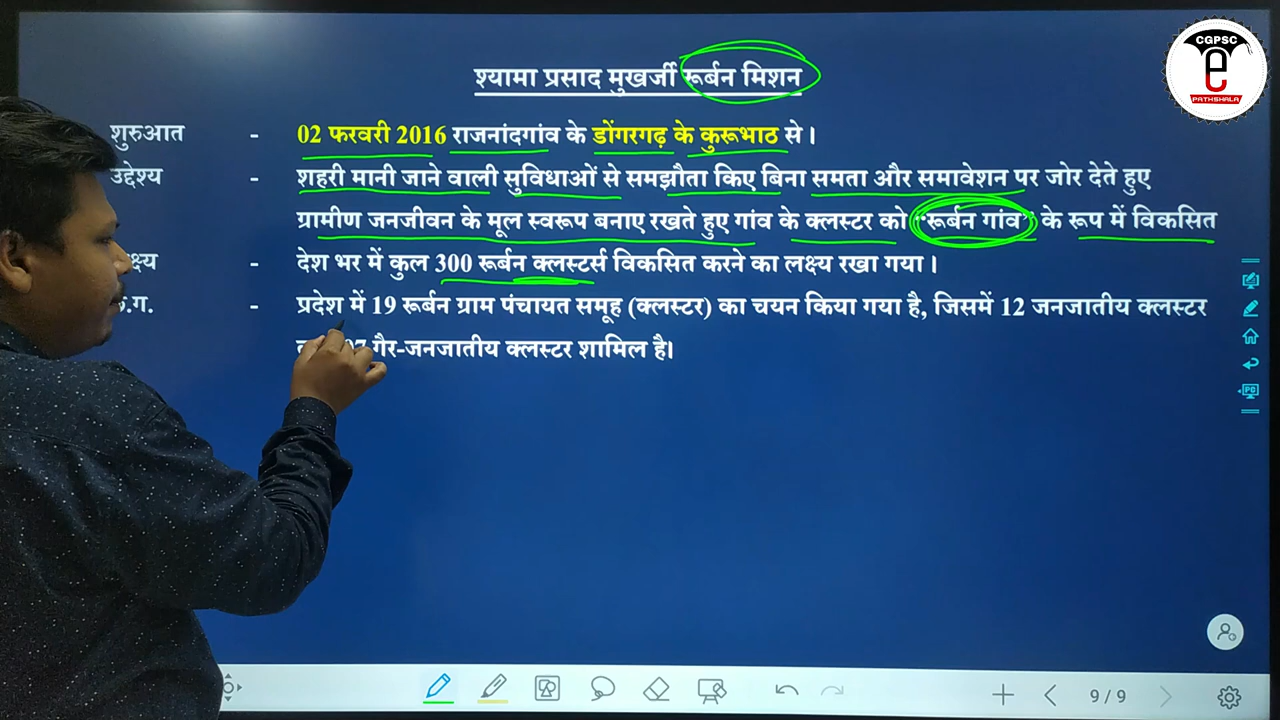 CGPSC
e
PATHSHALA
श्यामा प्रसाद मुखर्जी रूर्बन मिशन
शुरुआत - 02 फरवरी 2016 राजनांदगांव के डोंगरगढ़ के कुरूभाठ से।
उद्देश्य - शहरी मानी जाने वाली सुविधाओं से समझौता किए बिना समता और समावेशन पर जोर देते हुए
ग्रामीण जनजीवन के मूल स्वरूप बनाए रखते हुए गांव के क्लस्टर को "रूर्बन गांव" के रूप में विकसित
- देश भर में कुल 300 रूर्बन क्लस्टर्स विकसित करने का लक्ष्य रखा गया।
छ.ग. - प्रदेश में 19 रूर्बन ग्राम पंचायत समूह (क्लस्टर) का चयन किया गया है, जिसमें 12 जनजातीय क्लस्टर
गैर-जनजातीय क्लस्टर शामिल है।
PC
9 / 9